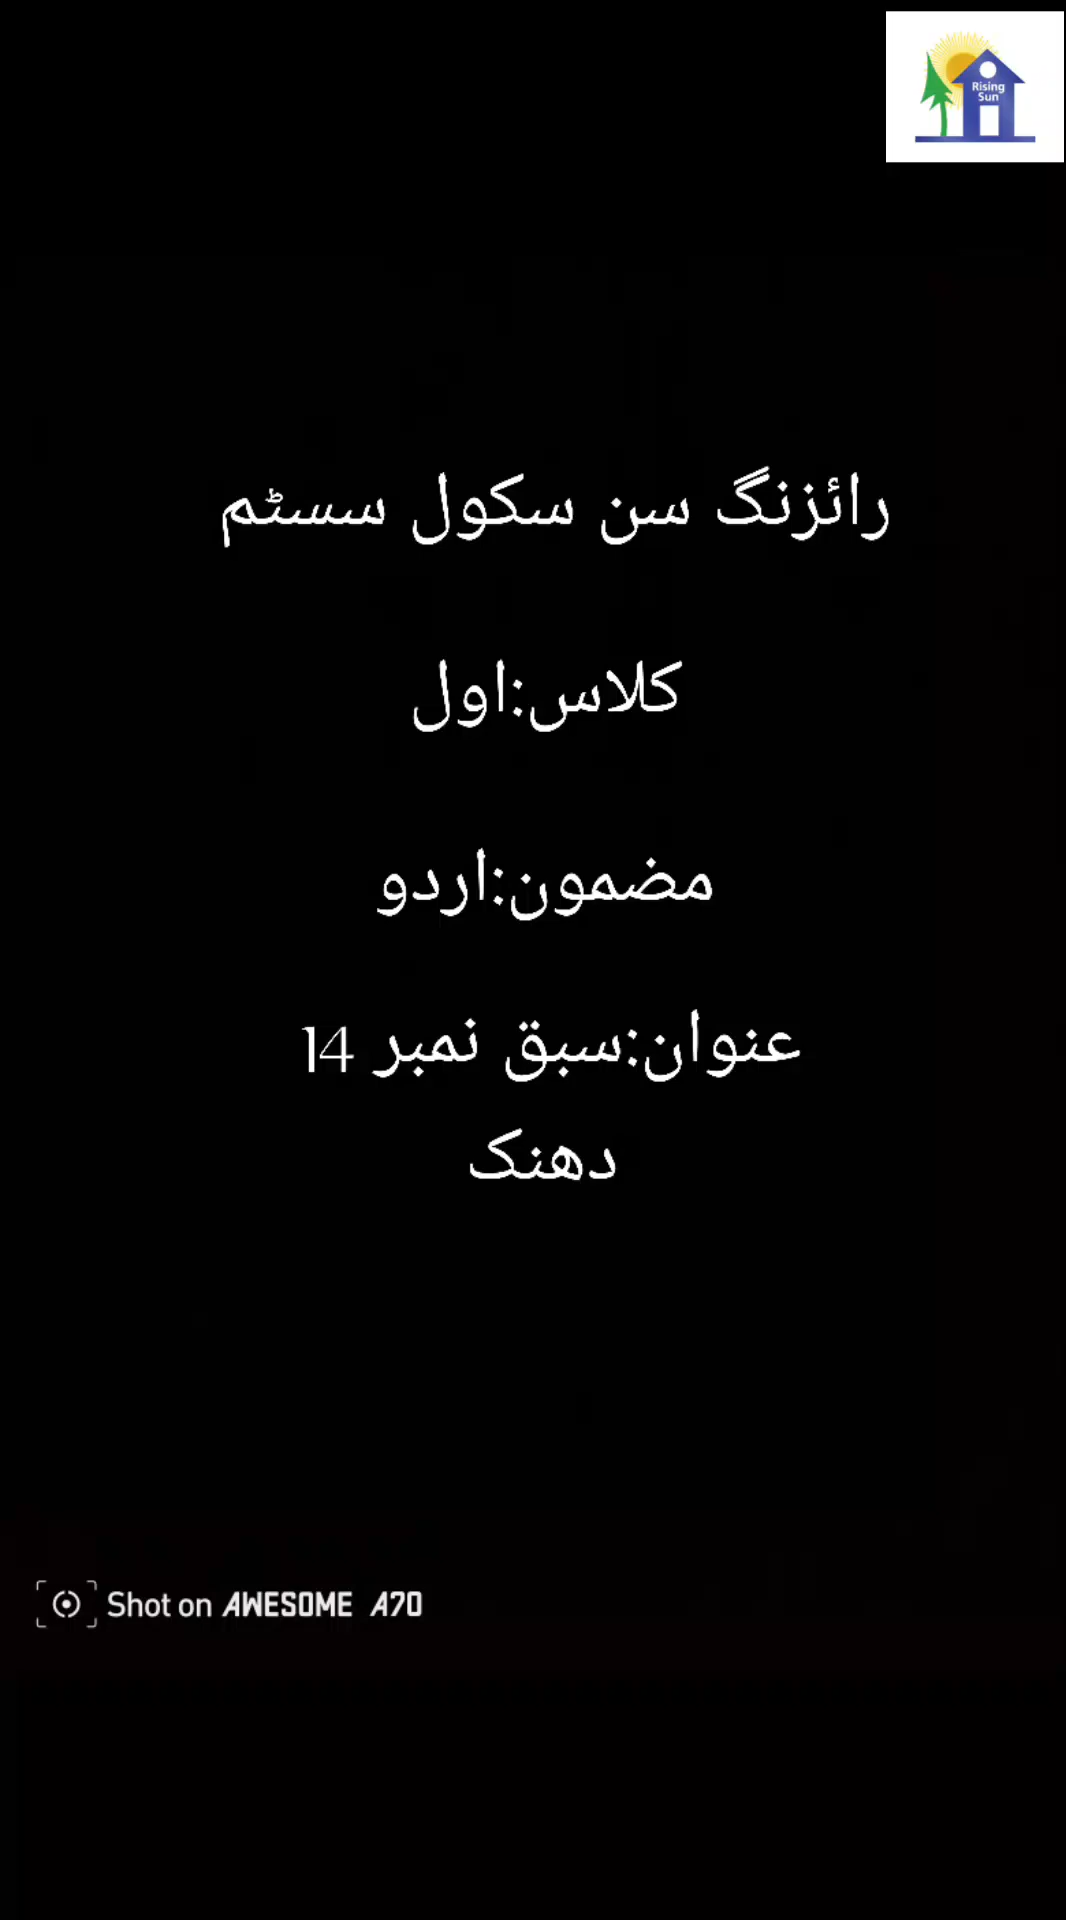 Rising
Sun
رائزنگ سن سکول سسٹم
کلاس:اول
مضمون:اردو
عنوان:سبق نمبر 14
دھنک
Shot on AWESOME A70